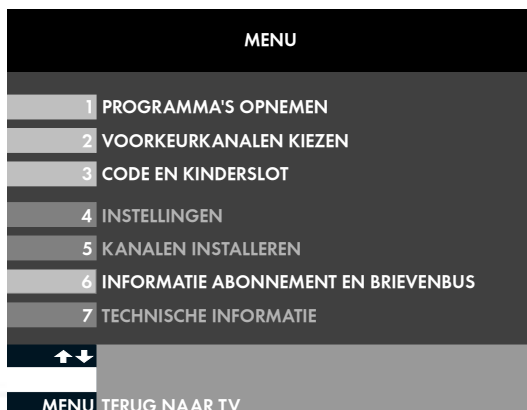 MENU
1 PROGRAMMA'S OPNEMEN
2 VOORKEURKANALEN KIEZEN
3 CODE EN KINDERSLOT
4 INSTELLINGEN
5 KANALEN INSTALLEREN
6 INFORMATIE ABONNEMENT EN BRIEVENBUS
7 TECHNISCHE INFORMATIE
MENU TERUG NAAR TV